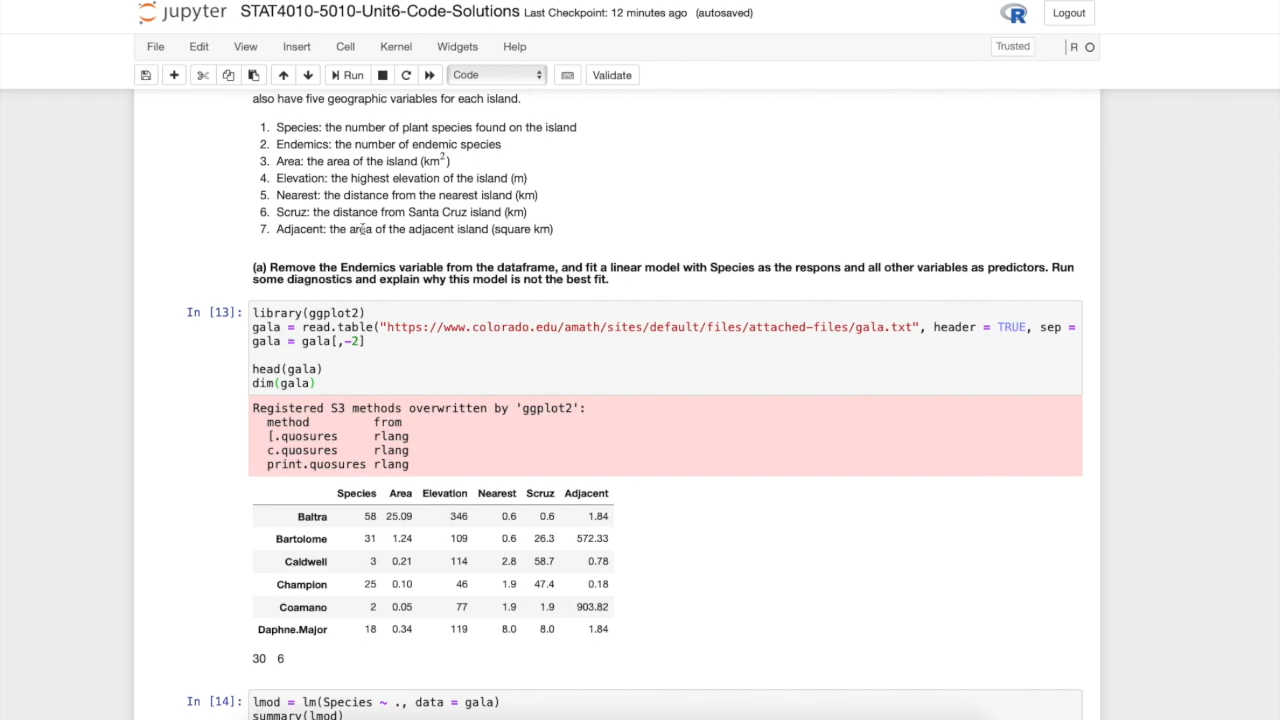 jupyter STAT4010-5010-Unit6-Code-Solutions Last Checkpoint: 12 minutes ago (autosaved) Logout
File Edit View Insert Cell Kernel Widgets Help Trusted R
Run Code Validate
also have five geographic variables for each island.
1. Species: the number of plant species found on the island
2. Endemics: the number of endemic species
3. Area: the area of the island (km²)
4. Elevation: the highest elevation of the island (m)
5. Nearest: the distance from the nearest island (km)
6. Scruz: the distance from Santa Cruz island (km)
7. Adjacent: the area of the adjacent island (square km)
(a) Remove the Endemics variable from the dataframe, and fit a linear model with Species as the respons and all other variables as predictors. Run
some diagnostics and explain why this model is not the best fit.
In [13]: library(ggplot2)
gala = read.table("https://www.colorado.edu/amath/sites/default/files/attached-files/gala.txt", header = TRUE, sep =
gala = gala[,-2]
head(gala)
dim(gala)
Registered S3 methods overwritten by 'ggplot2':
method from
[.quosures rlang
c.quosures rlang
print.quosures rlang
Species Area Elevation Nearest Scruz Adjacent
Baltra 58 25.09 346 0.6 0.6 1.84
Bartolome 31 1.24 109 0.6 26.3 572.33
Caldwell 3 0.21 114 2.8 58.7 0.78
Champion 25 0.10 46 1.9 47.4 0.18
Coamano 2 0.05 77 1.9 1.9 903.82
Daphne.Major 18 0.34 119 8.0 8.0 1.84
30 6
In [14]: lmod = lm(Species ~ ., data = gala)
summary(lmod)